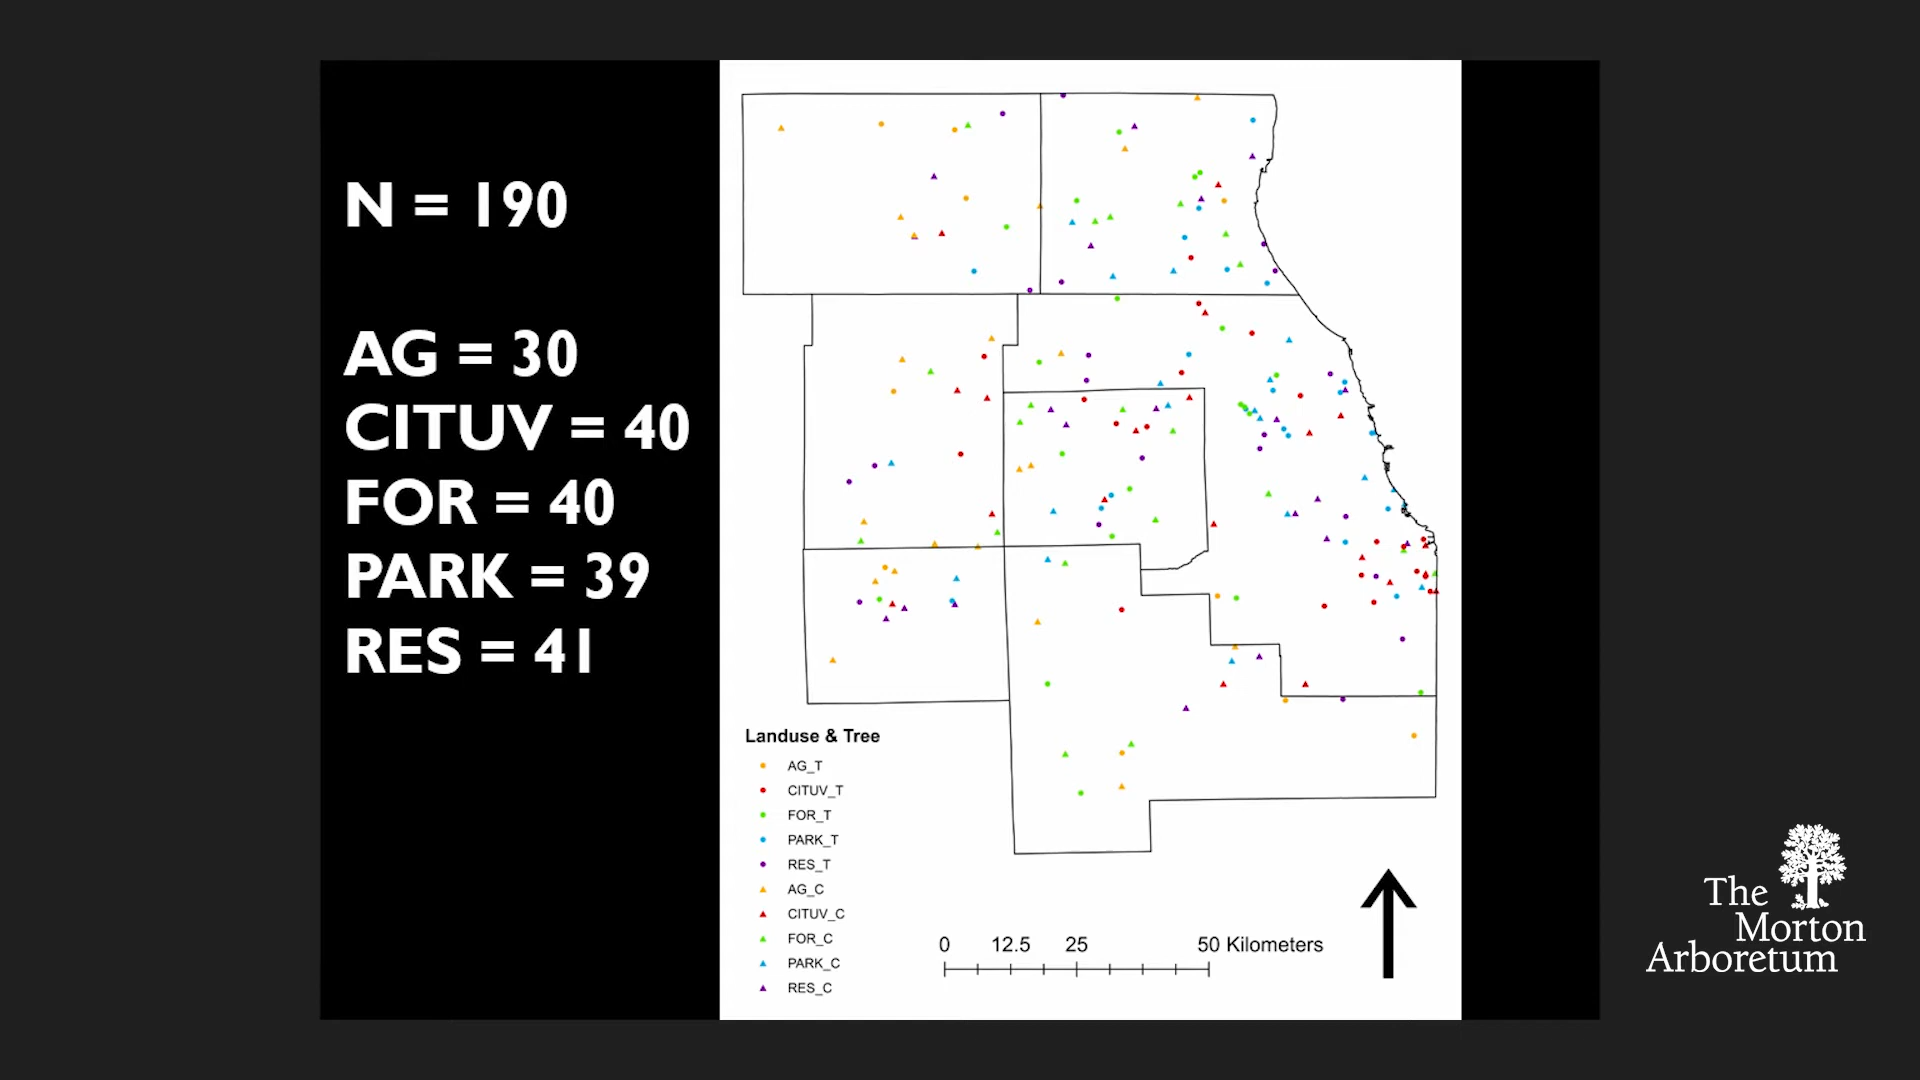 N = 190
AG = 30
CITUV = 40
FOR = 40
PARK = 39
RES = 41
Landuse & Tree
AG_T
CITUV_T
FOR_T
PARK_T
RES_T
AG_C
CITUV_C
FOR_C
PARK_C
RES_C
0 12.5 25 50 Kilometers
The
Morton
Arboretum